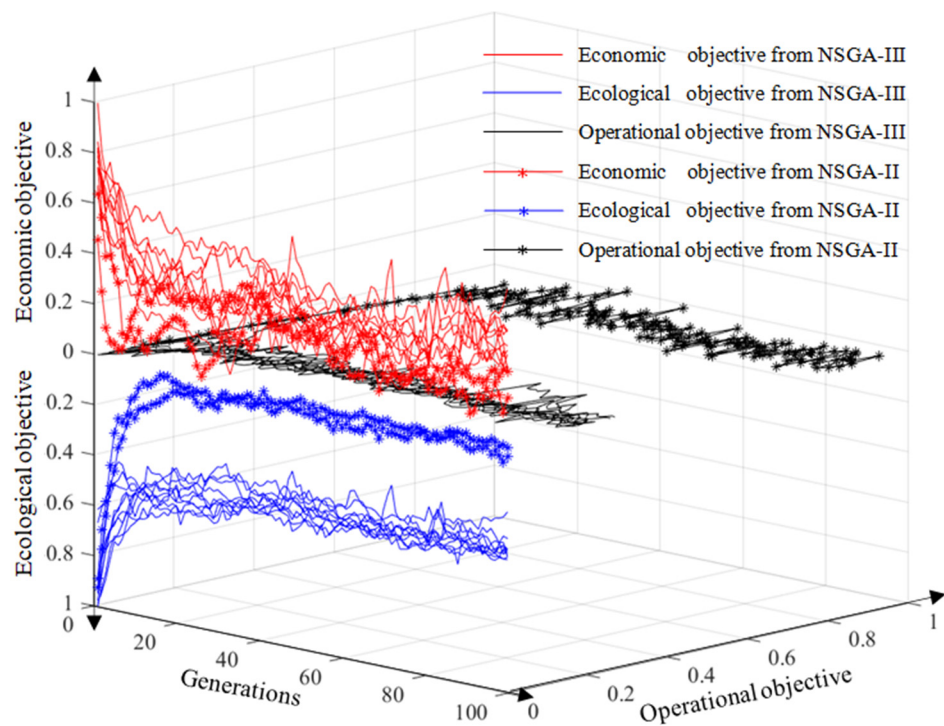 Economic objective from NSGA-III
Ecological objective from NSGA-III
Operational objective from NSGA-III
Economic objective from NSGA-II
Ecological objective from NSGA-II
Operational objective from NSGA-II
Economic objective
1
0.8
0.6
0.4
0.2
0
Ecological objective
0.2
0.4
0.6
0.8
1
0
20
40
60
80
100
Generations
0
0.2
0.4
0.6
0.8
1
Operational objective